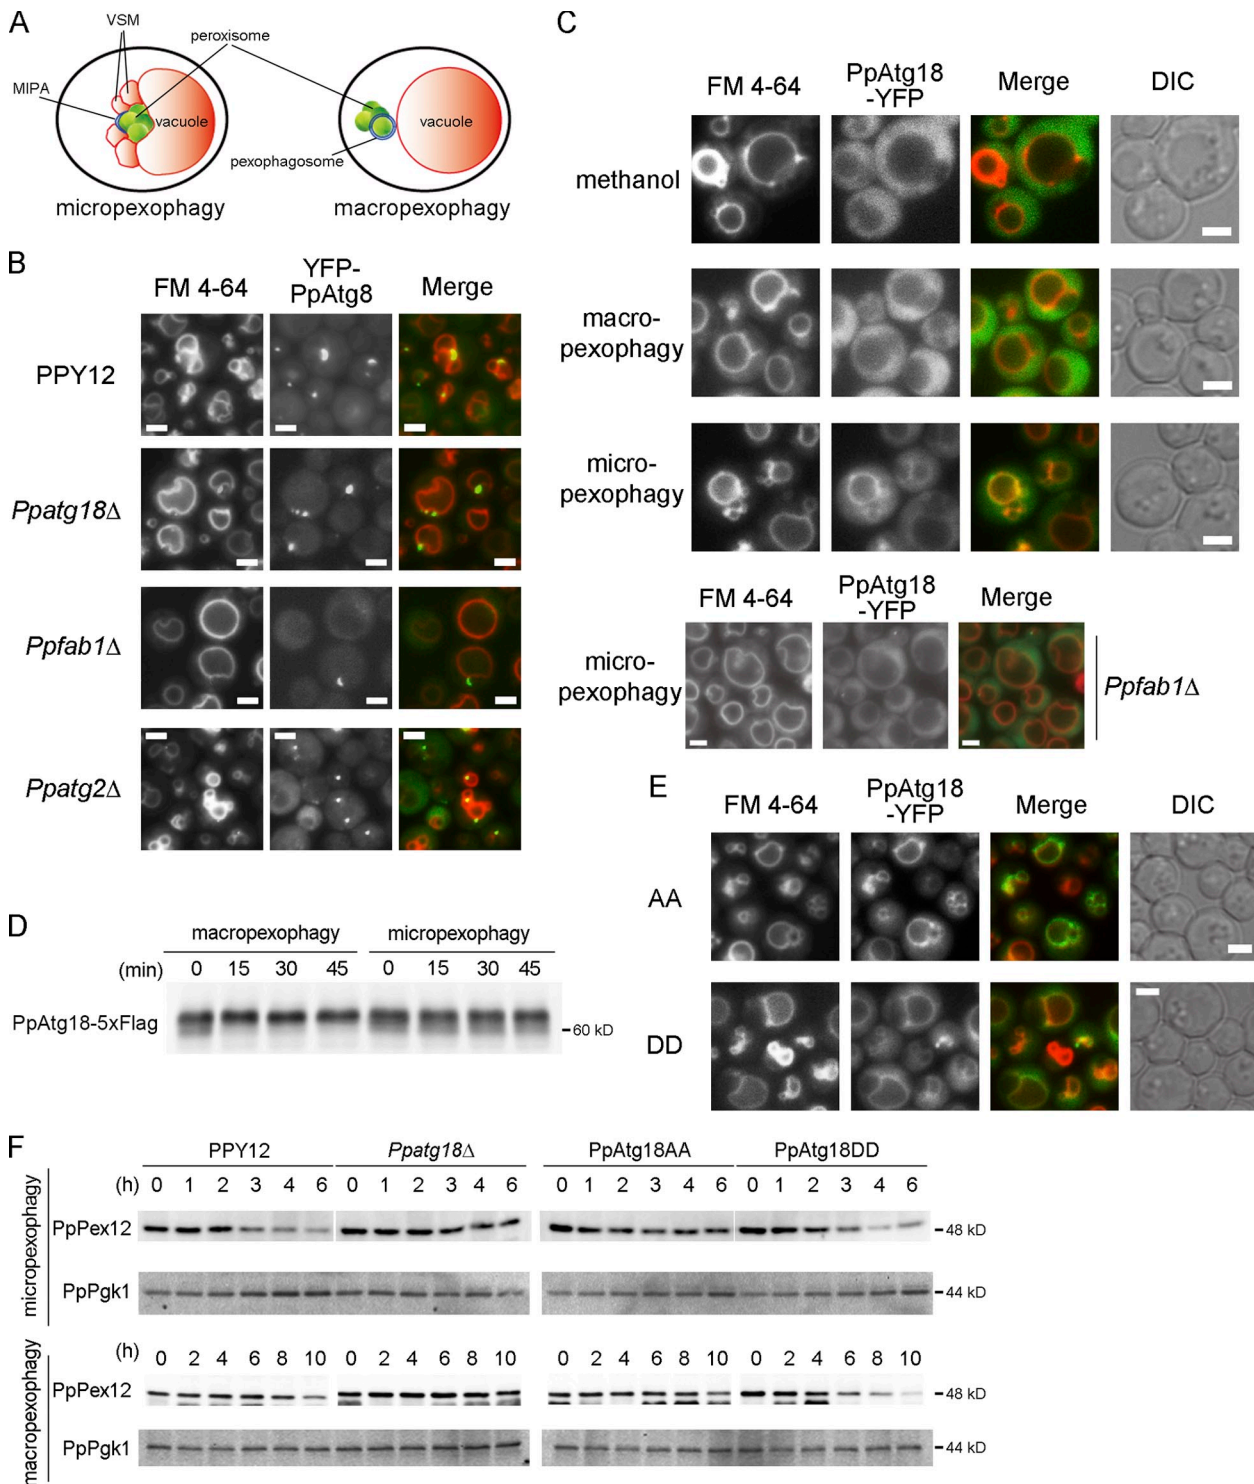 A
VSM
peroxisome
MIPA
vacuole
vacuole
pexophagosome
micropexophagy
macropexophagy
B
FM 4-64
YFP-
PpAtg8
Merge
PPY12
Ppatg18Δ
Ppfab1Δ
Ppatg2Δ
C
FM 4-64
PpAtg18
-YFP
Merge
DIC
methanol
macro-
pexophagy
micro-
pexophagy
FM 4-64
PpAtg18
-YFP
Merge
micro-
pexophagy
Ppfab1Δ
D
macropexophagy micropexophagy
(min) 0 15 30 45 0 15 30 45
PpAtg18-5xFlag
60 kD
E
FM 4-64
PpAtg18
-YFP
Merge
DIC
AA
DD
F
PPY12 Ppatg18Δ PpAtg18AA PpAtg18DD
micropexophagy
(h) 0 1 2 3 4 6 0 1 2 3 4 6 0 1 2 3 4 6 0 1 2 3 4 6
PpPex12 48 kD
PpPgk1 44 kD
macropexophagy
(h) 0 2 4 6 8 10 0 2 4 6 8 10 0 2 4 6 8 10 0 2 4 6 8 10
PpPex12 48 kD
PpPgk1 44 kD